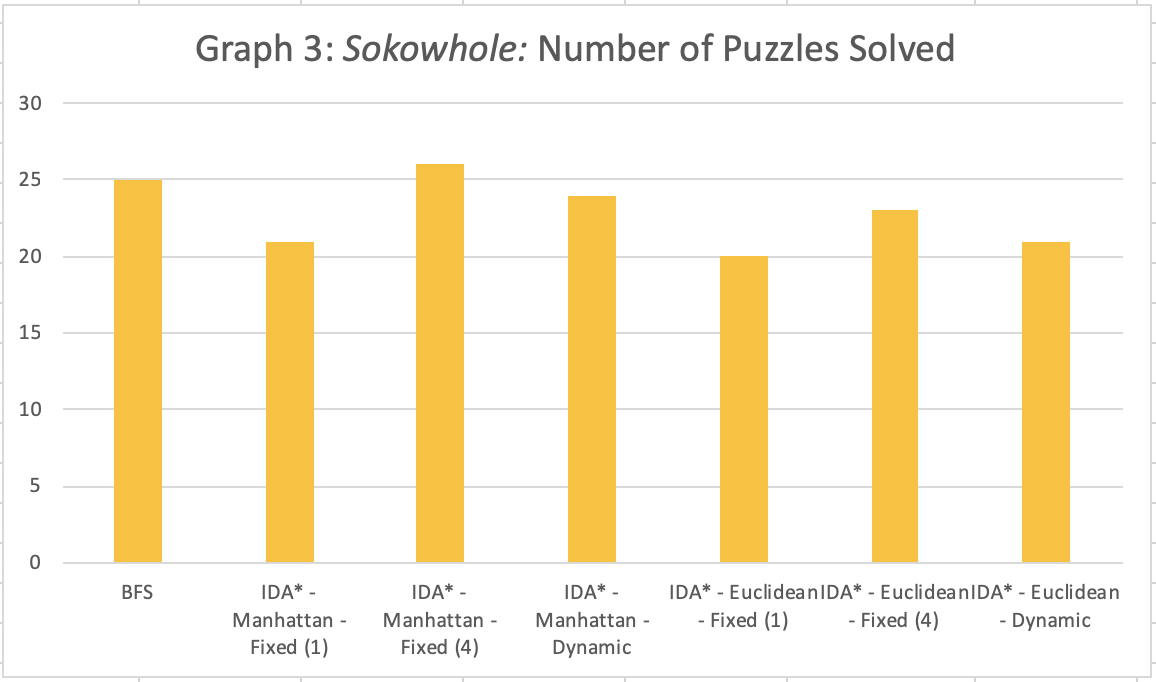 Graph 3: Sokowhole: Number of Puzzles Solved
30
25
20
15
10
5
0
BFS
IDA* -
Manhattan -
Fixed (1)
IDA* -
Manhattan -
Fixed (4)
IDA* -
Manhattan -
Dynamic
IDA* - Euclidean
- Fixed (1)
IDA* - Euclidean
- Fixed (4)
IDA* - Euclidean
- Dynamic